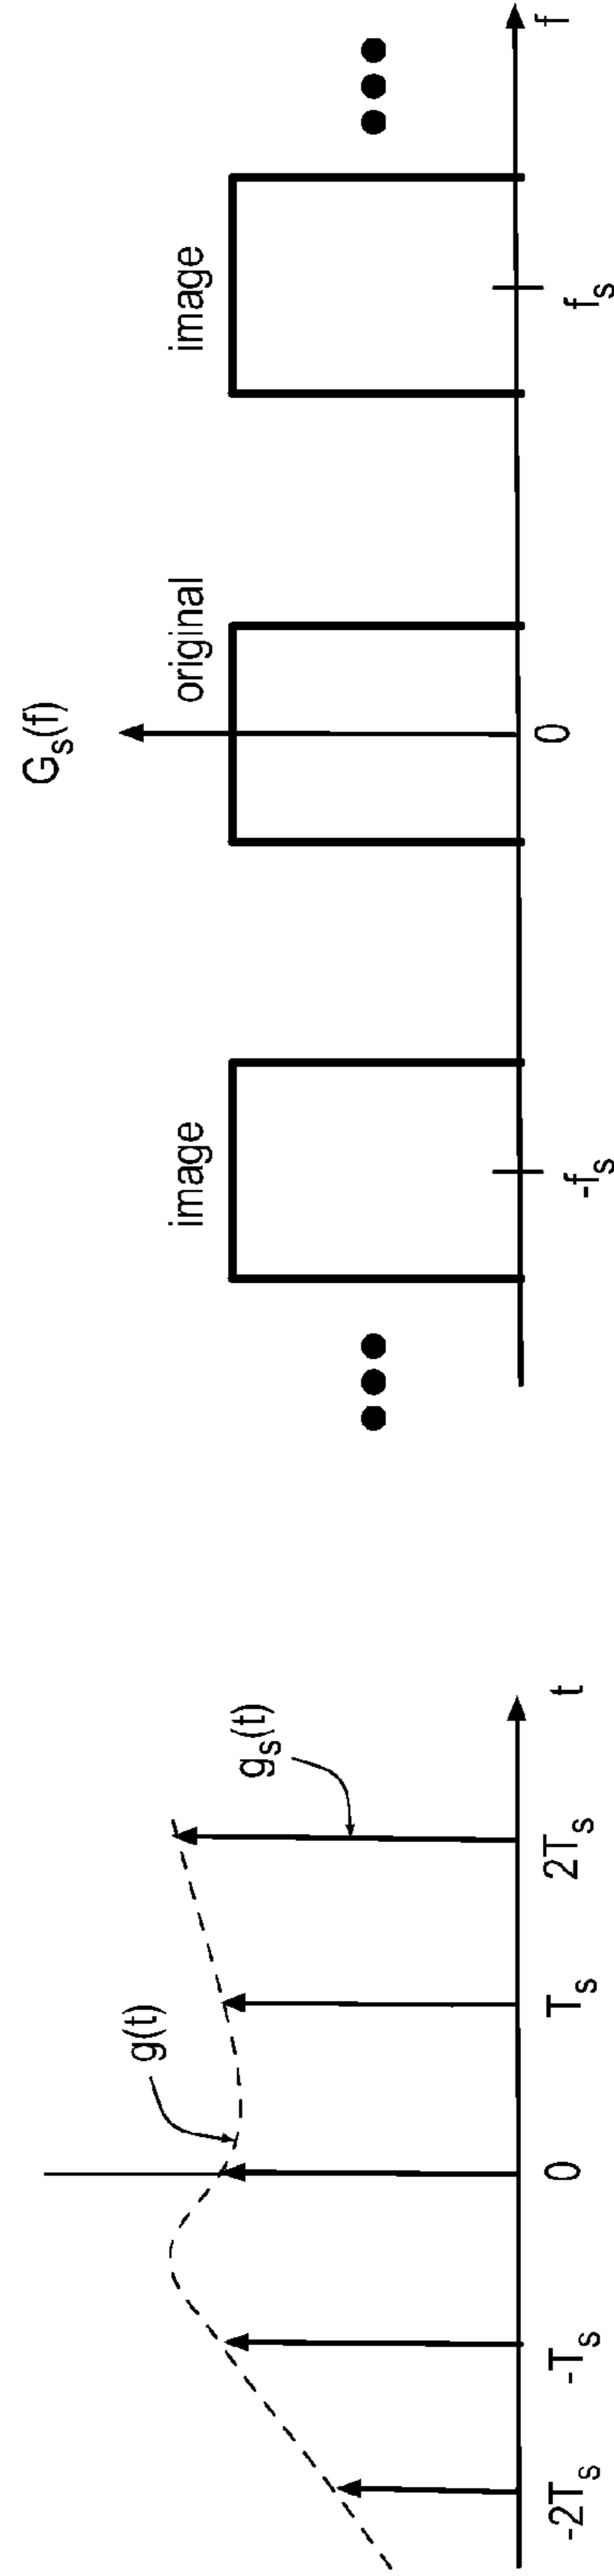 g(t)
g_s(t)
-2T_s
-T_s
0
T_s
2T_s
t
G_s(f)
image
original
image
-f_s
0
f_s
f